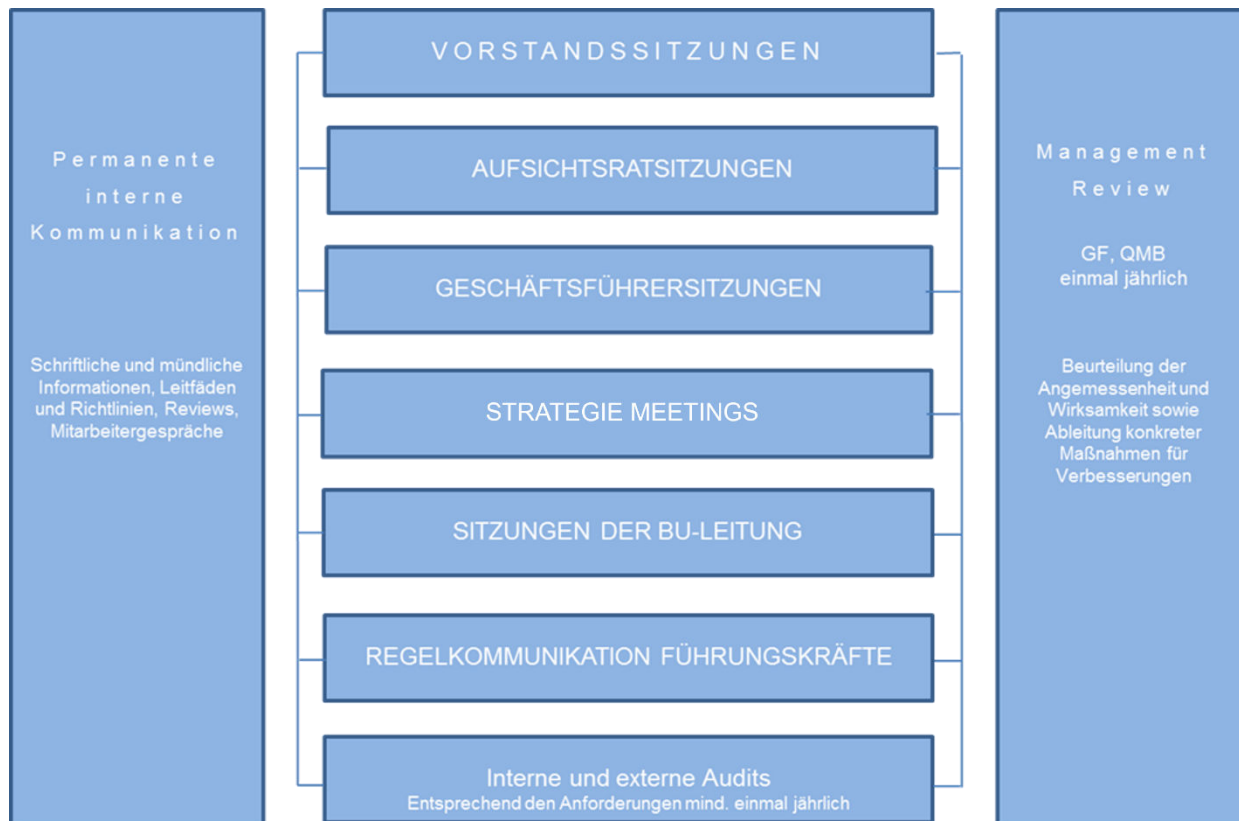 Permanente
interne
Kommunikation
Schriftliche und mündliche
Informationen, Leitfäden
und Richtlinien, Reviews,
Mitarbeitergespräche
VORSTANDSSITZUNGEN
AUFSICHTSRATSITZUNGEN
GESCHÄFTSFÜHRERSITZUNGEN
STRATEGIE MEETINGS
SITZUNGEN DER BU-LEITUNG
REGELKOMMUNIKATION FÜHRUNGSKRÄFTE
Interne und externe Audits
Entsprechend den Anforderungen mind. einmal jährlich
Management
Review
GF, QMB
einmal jährlich
Beurteilung der
Angemessenheit und
Wirksamkeit sowie
Ableitung konkreter
Maßnahmen für
Verbesserungen